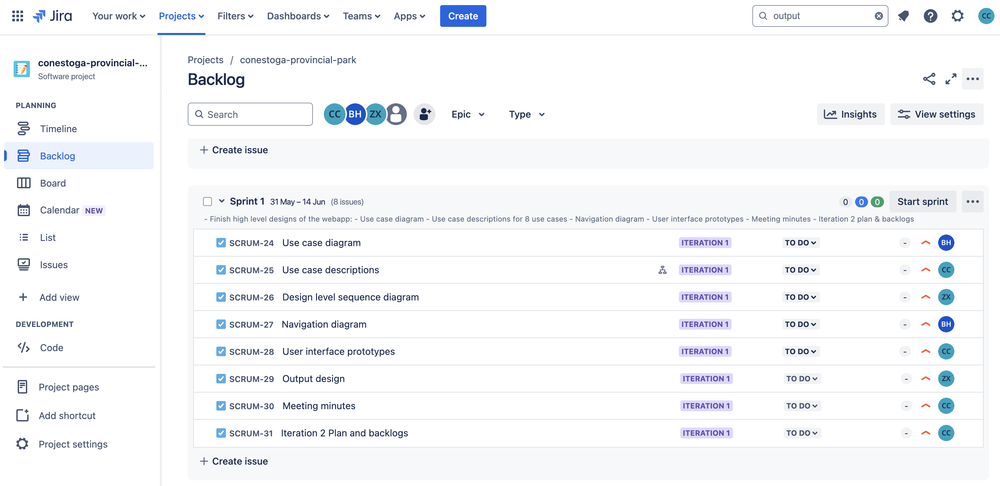 Jira Your work Projects Filters Dashboards Teams Apps Create output CC
conestoga-provincial-...
Software project
PLANNING
Timeline
Backlog
Board
Calendar NEW
List
Issues
Add view
DEVELOPMENT
Code
Project pages
Add shortcut
Project settings
Projects / conestoga-provincial-park
Backlog
Search CC BH ZX Epic Type Insights View settings
+ Create issue
Sprint 1 31 May – 14 Jun (8 issues) 0 0 0 Start sprint
- Finish high level designs of the webapp: - Use case diagram - Use case descriptions for 8 use cases - Navigation diagram - User interface prototypes - Meeting minutes - Iteration 2 plan & backlogs
SCRUM-24 Use case diagram ITERATION 1 TO DO - BH
SCRUM-25 Use case descriptions ITERATION 1 TO DO - CC
SCRUM-26 Design level sequence diagram ITERATION 1 TO DO - ZX
SCRUM-27 Navigation diagram ITERATION 1 TO DO - BH
SCRUM-28 User interface prototypes ITERATION 1 TO DO - CC
SCRUM-29 Output design ITERATION 1 TO DO - ZX
SCRUM-30 Meeting minutes ITERATION 1 TO DO - CC
SCRUM-31 Iteration 2 Plan and backlogs ITERATION 1 TO DO - CC
+ Create issue